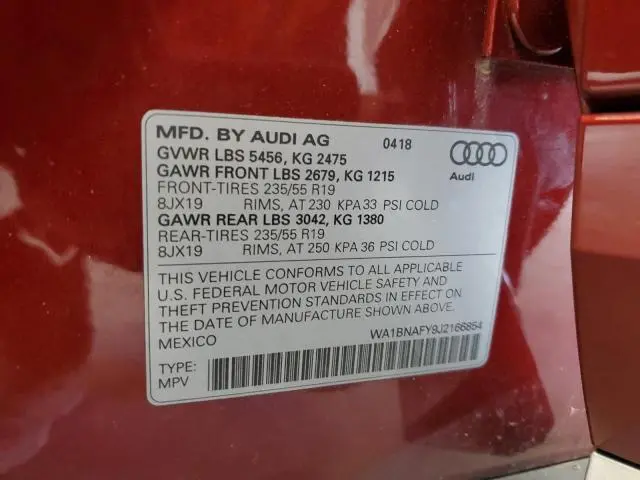 MFD. BY AUDI AG 0418
GVWR LBS 5456, KG 2475
GAWR FRONT LBS 2679, KG 1215
FRONT-TIRES 235/55 R19
8JX19 RIMS, AT 230 KPA 33 PSI COLD
GAWR REAR LBS 3042, KG 1380
REAR-TIRES 235/55 R19
8JX19 RIMS, AT 250 KPA 36 PSI COLD
Audi
THIS VEHICLE CONFORMS TO ALL APPLICABLE
U.S. FEDERAL MOTOR VEHICLE SAFETY AND
THEFT PREVENTION STANDARDS IN EFFECT ON
THE DATE OF MANUFACTURE SHOWN ABOVE.
MEXICO WA1BNAFY9J2166854
TYPE:
MPV